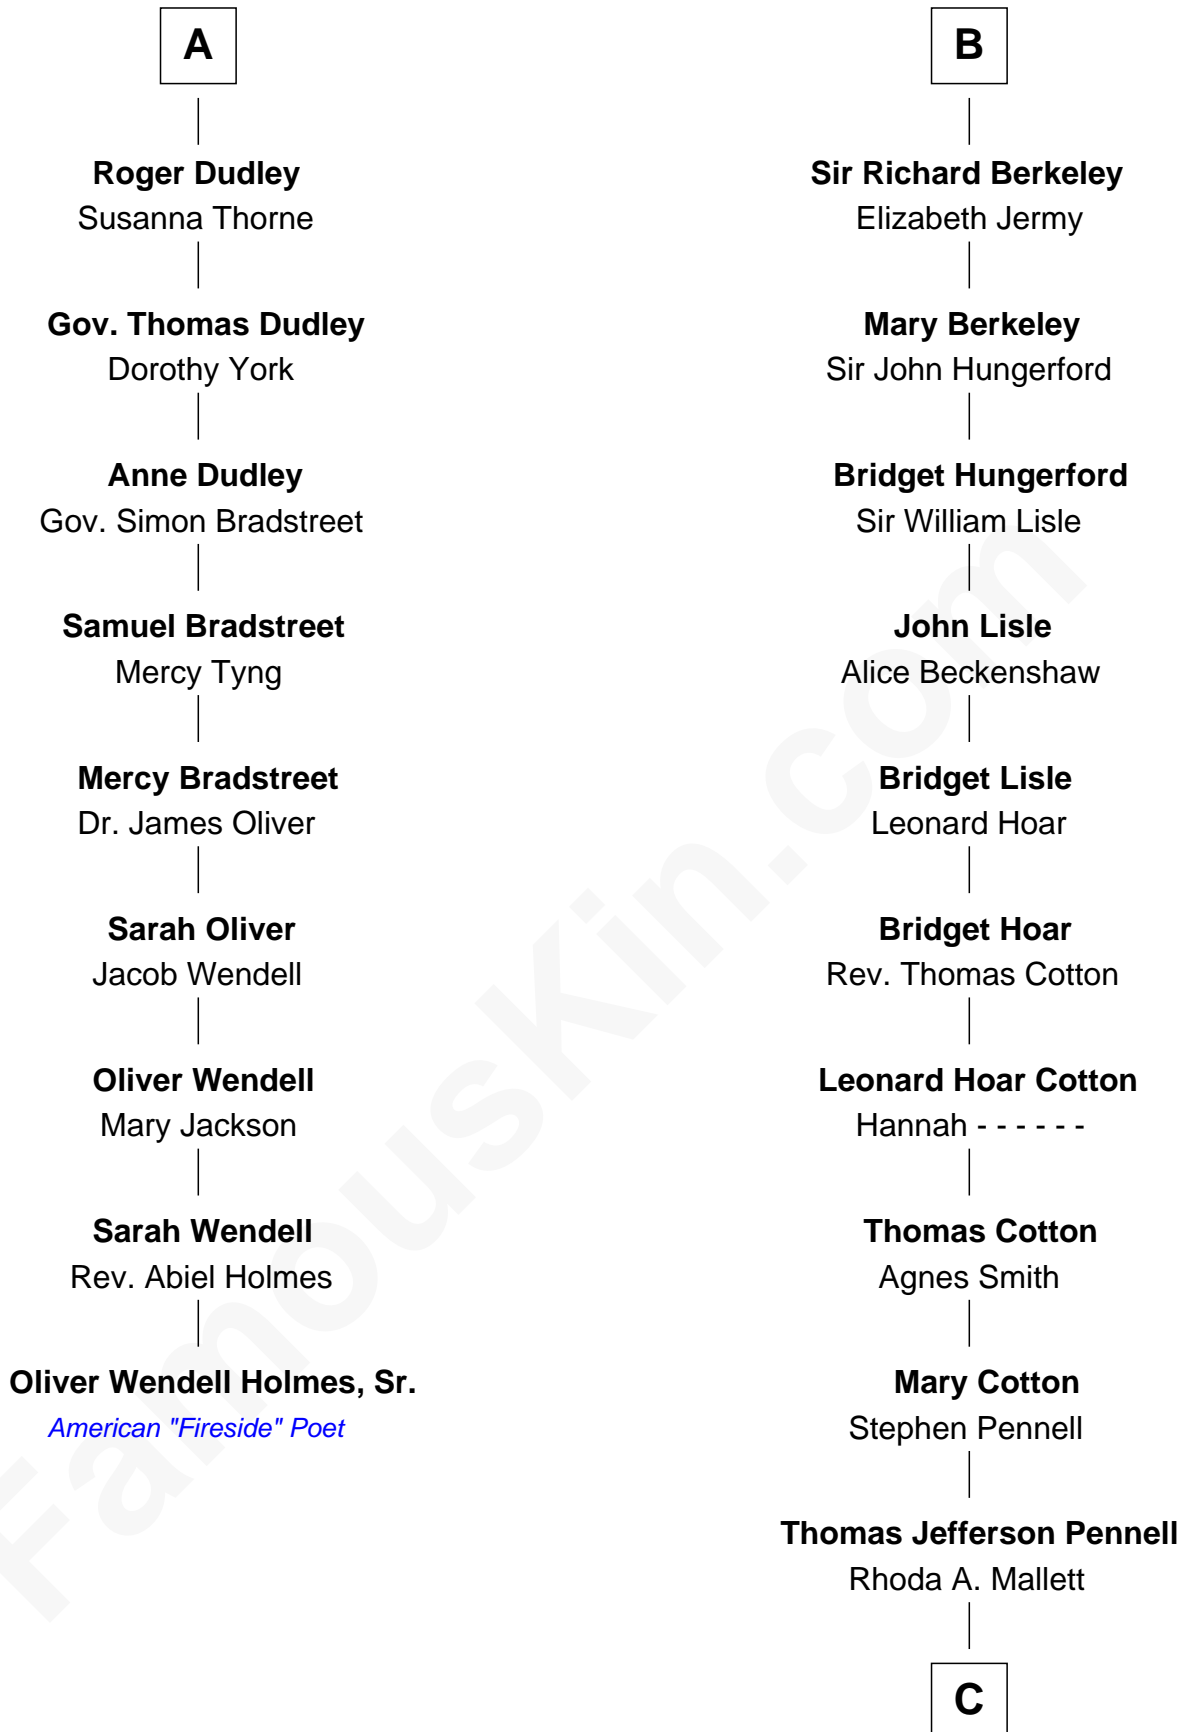 A
Roger Dudley
Susanna Thorne
Gov. Thomas Dudley
Dorothy York
Anne Dudley
Gov. Simon Bradstreet
Samuel Bradstreet
Mercy Tyng
Mercy Bradstreet
Dr. James Oliver
Sarah Oliver
Jacob Wendell
Oliver Wendell
Mary Jackson
Sarah Wendell
Rev. Abiel Holmes
Oliver Wendell Holmes, Sr.
American "Fireside" Poet
B
Sir Richard Berkeley
Elizabeth Jermy
Mary Berkeley
Sir John Hungerford
Bridget Hungerford
Sir William Lisle
John Lisle
Alice Beckenshaw
Bridget Lisle
Leonard Hoar
Bridget Hoar
Rev. Thomas Cotton
Leonard Hoar Cotton
Hannah - - - - - -
Thomas Cotton
Agnes Smith
Mary Cotton
Stephen Pennell
Thomas Jefferson Pennell
Rhoda A. Mallett
C
FamousKin.com